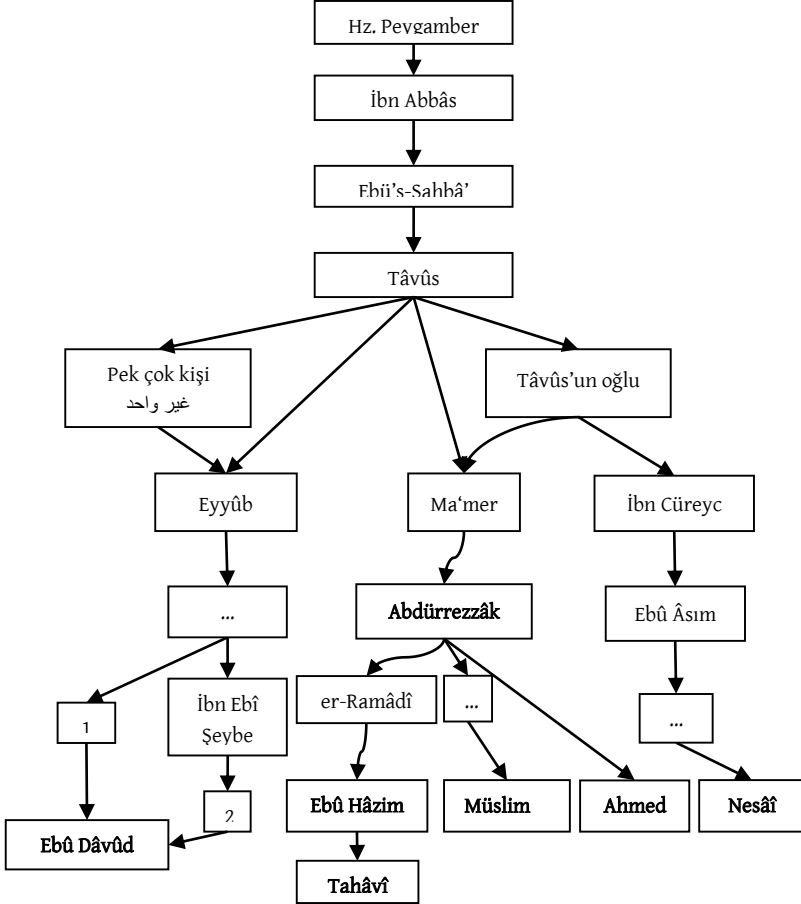 Hz. Peygamber
İbn Abbâs
Ebü’s-Sahbâ’
Tâvûs
Pek çok kişi
غير واحد
Tâvûs’un oğlu
Eyyûb
Ma‘mer
İbn Cüreyc
...
Abdürrezzâk
Ebû Âsım
1
İbn Ebî
Şeybe
er-Ramâdî
...
...
2
Ebû Hâzim
Müslim
Ahmed
Nesâî
Ebû Dâvûd
Tahâvî